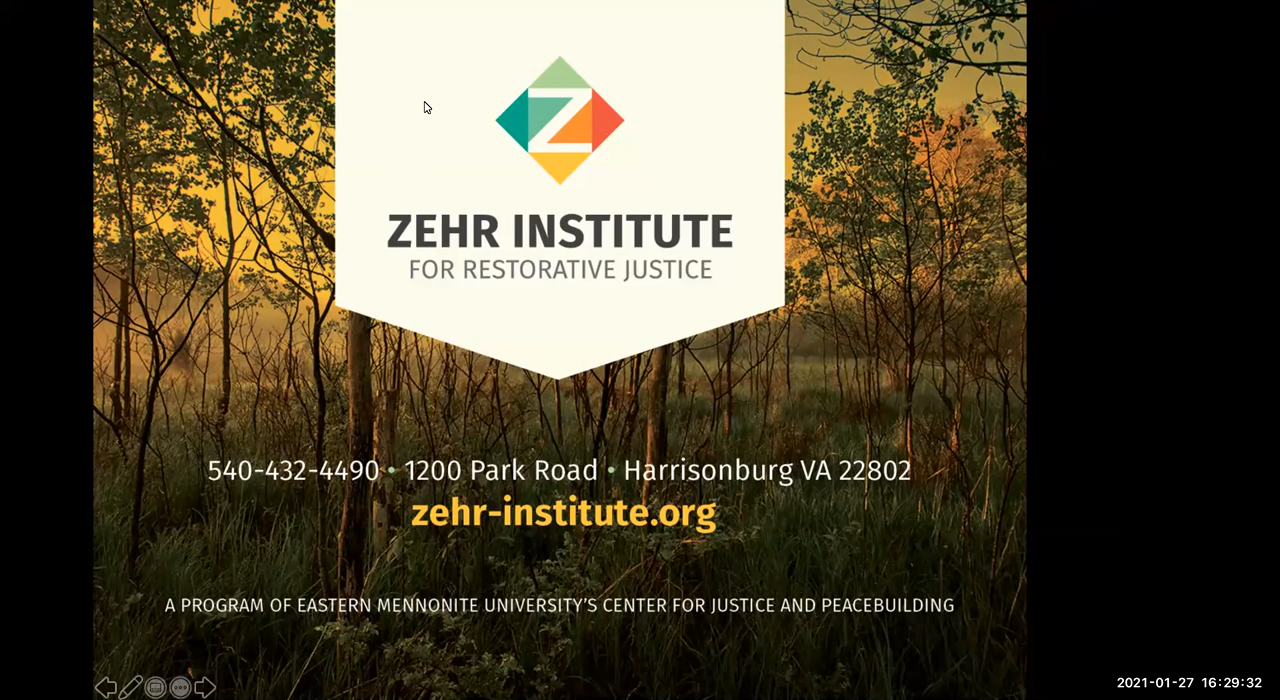 Z
ZEHR INSTITUTE
FOR RESTORATIVE JUSTICE
540-432-4490 • 1200 Park Road • Harrisonburg VA 22802
zehr-institute.org
A PROGRAM OF EASTERN MENNONITE UNIVERSITY'S CENTER FOR JUSTICE AND PEACEBUILDING
2021-01-27 16:29:32